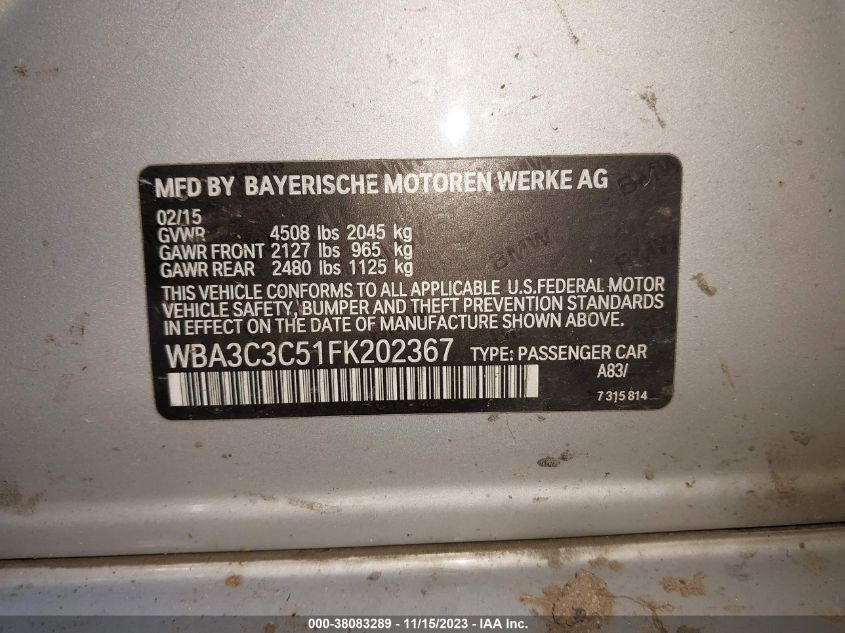 MFD BY BAYERISCHE MOTOREN WERKE AG
02/15
GVWR 4508 lbs 2045 kg
GAWR FRONT 2127 lbs 965 kg
GAWR REAR 2480 lbs 1125 kg
THIS VEHICLE CONFORMS TO ALL APPLICABLE U.S.FEDERAL MOTOR
VEHICLE SAFETY, BUMPER AND THEFT PREVENTION STANDARDS
IN EFFECT ON THE DATE OF MANUFACTURE SHOWN ABOVE.
WBA3C3C51FK202367 TYPE: PASSENGER CAR
A83/
7 315 814
BMW
BMW
000-38083289 - 11/15/2023 - IAA Inc.